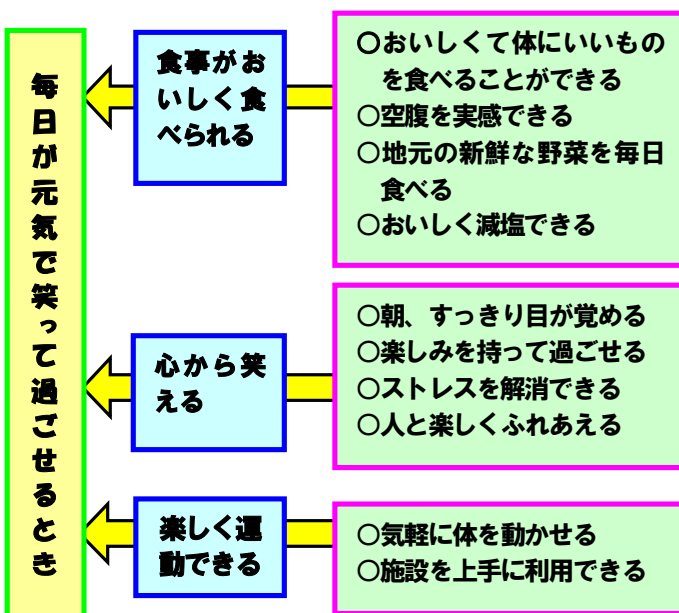 毎日が元気で笑って過ごせるとき
食事がお
いしく食
べられる
○おいしくて体にいいもの
を食べることができる
○空腹を実感できる
○地元の新鮮な野菜を毎日
食べる
○おいしく減塩できる
心から笑
える
○朝、すっきり目が覚める
○楽しみを持って過ごせる
○ストレスを解消できる
○人と楽しくふれあえる
楽しく運
動できる
○気軽に体を動かせる
○施設を上手に利用できる